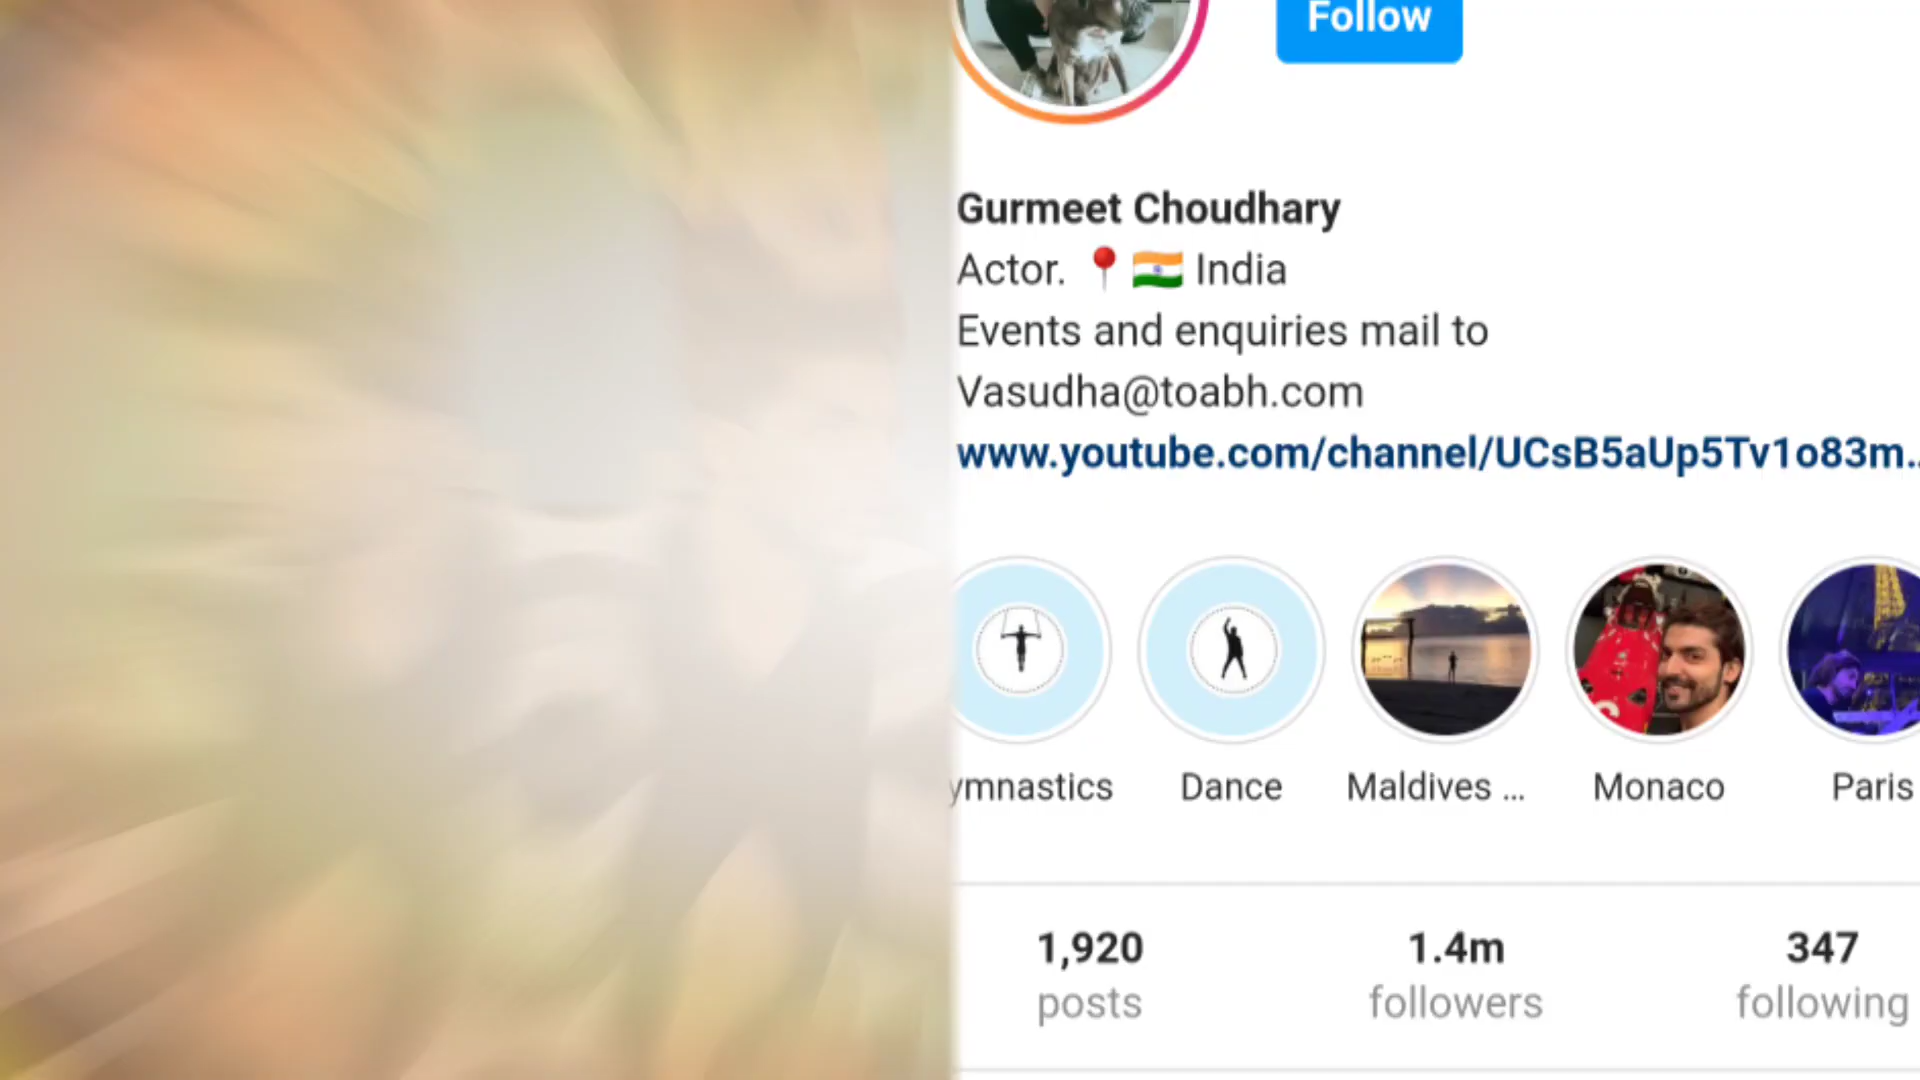 Follow
Gurmeet Choudhary
Actor. 📍🇮🇳 India
Events and enquiries mail to
Vasudha@toabh.com
www.youtube.com/channel/UCsB5aUp5Tv1o83m..
ymnastics Dance Maldives ... Monaco Paris
1,920 1.4m 347
posts followers following